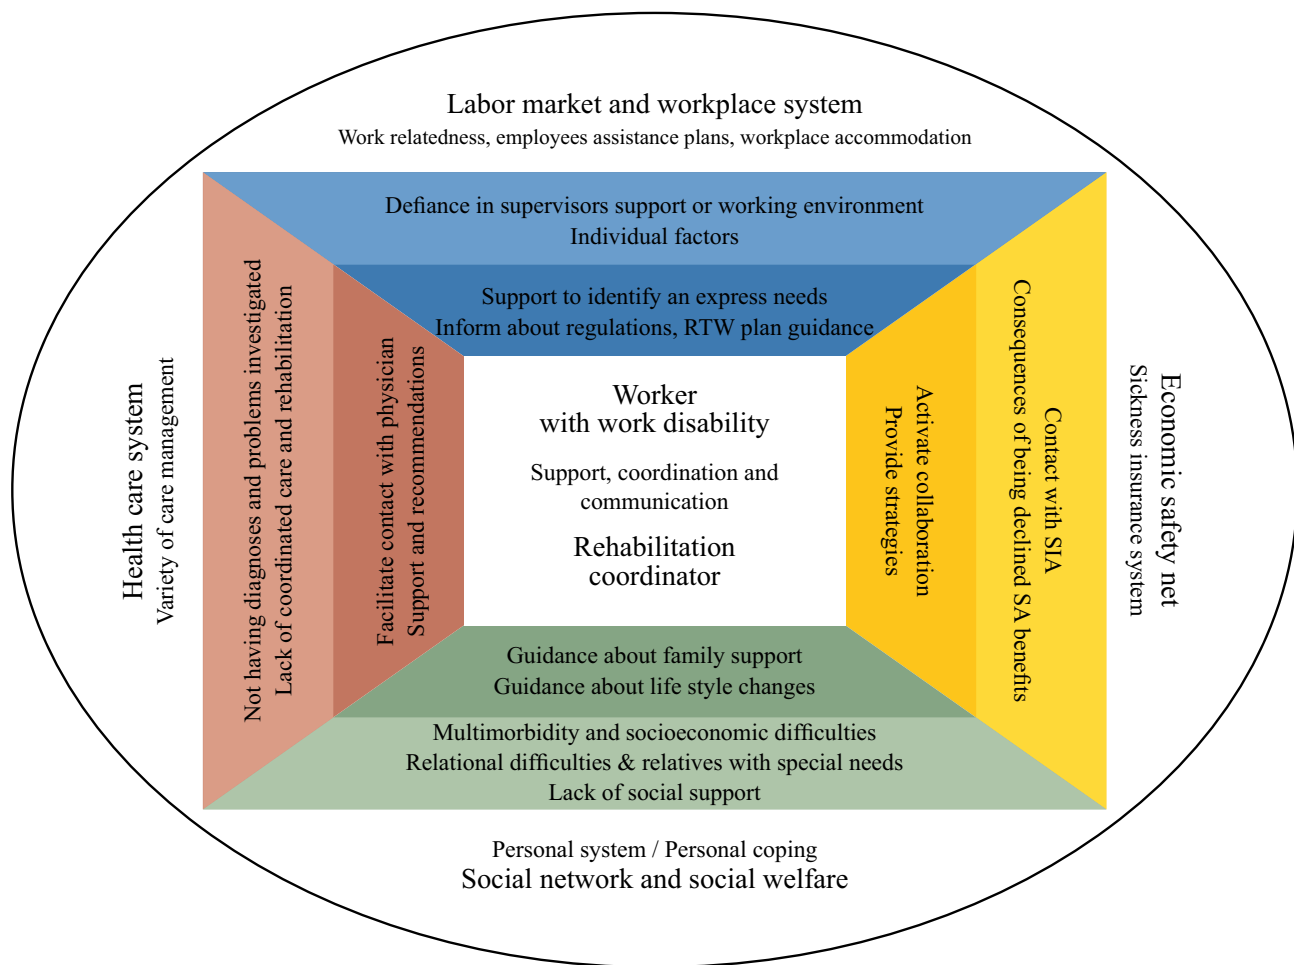 Labor market and workplace system
Work relatedness, employees assistance plans, workplace accommodation
Defiance in supervisors support or working environment
Individual factors
Support to identify an express needs
Inform about regulations, RTW plan guidance
Health care system
Variety of care management
Not having diagnoses and problems investigated
Lack of coordinated care and rehabilitation
Facilitate contact with physician
Support and recommendations
Worker
with work disability
Support, coordination and
communication
Rehabilitation
coordinator
Activate collaboration
Provide strategies
Contact with SIA
Consequences of being declined SA benefits
Economic safety net
Sickness insurance system
Guidance about family support
Guidance about life style changes
Multimorbidity and socioeconomic difficulties
Relational difficulties & relatives with special needs
Lack of social support
Personal system / Personal coping
Social network and social welfare